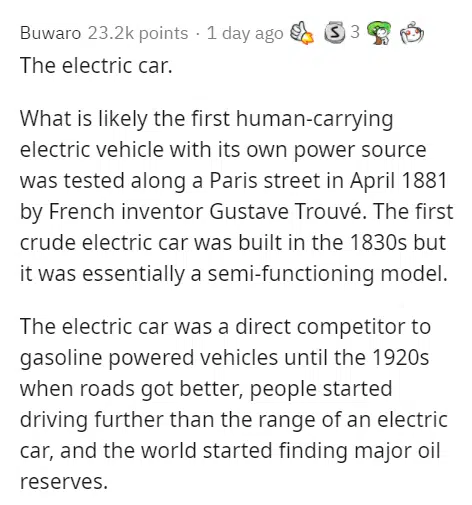 Buwaro 23.2k points · 1 day ago S 3
The electric car.
What is likely the first human-carrying
electric vehicle with its own power source
was tested along a Paris street in April 1881
by French inventor Gustave Trouvé. The first
crude electric car was built in the 1830s but
it was essentially a semi-functioning model.
The electric car was a direct competitor to
gasoline powered vehicles until the 1920s
when roads got better, people started
driving further than the range of an electric
car, and the world started finding major oil
reserves.